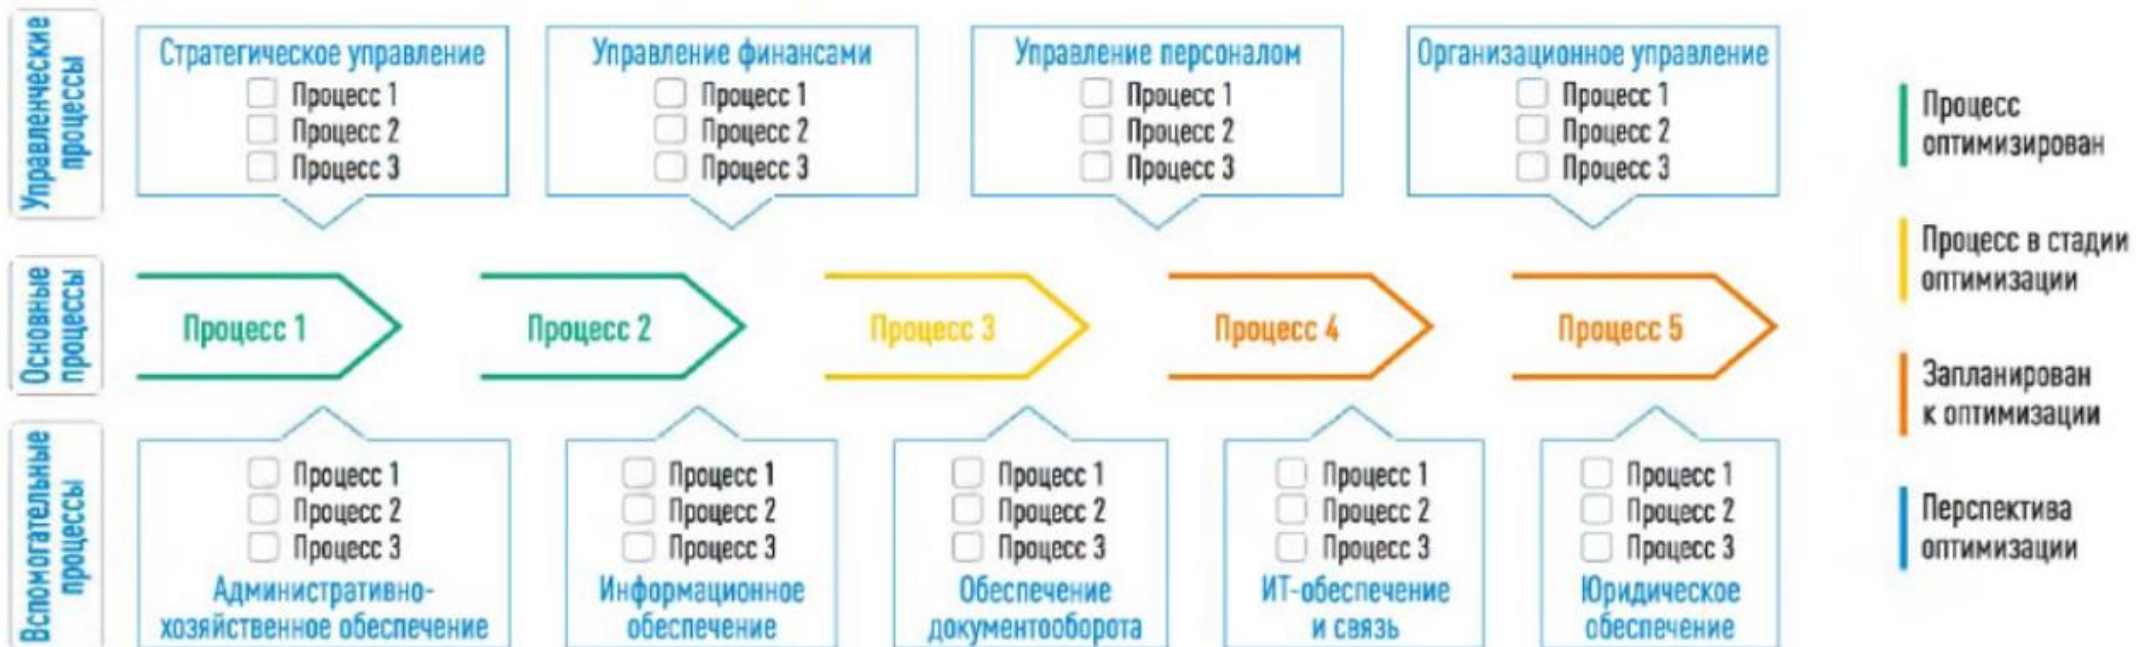 Управленческие
процессы
Стратегическое управление
Процесс 1
Процесс 2
Процесс 3
Управление финансами
Процесс 1
Процесс 2
Процесс 3
Управление персоналом
Процесс 1
Процесс 2
Процесс 3
Организационное управление
Процесс 1
Процесс 2
Процесс 3
Основные
процессы
Процесс 1
Процесс 2
Процесс 3
Процесс 4
Процесс 5
Вспомогательные
процессы
Процесс 1
Процесс 2
Процесс 3
Административно-
хозяйственное обеспечение
Процесс 1
Процесс 2
Процесс 3
Информационное
обеспечение
Процесс 1
Процесс 2
Процесс 3
Обеспечение
документооборота
Процесс 1
Процесс 2
Процесс 3
ИТ-обеспечение
и связь
Процесс 1
Процесс 2
Процесс 3
Юридическое
обеспечение
Процесс
оптимизирован
Процесс в стадии
оптимизации
Запланирован
к оптимизации
Перспектива
оптимизации